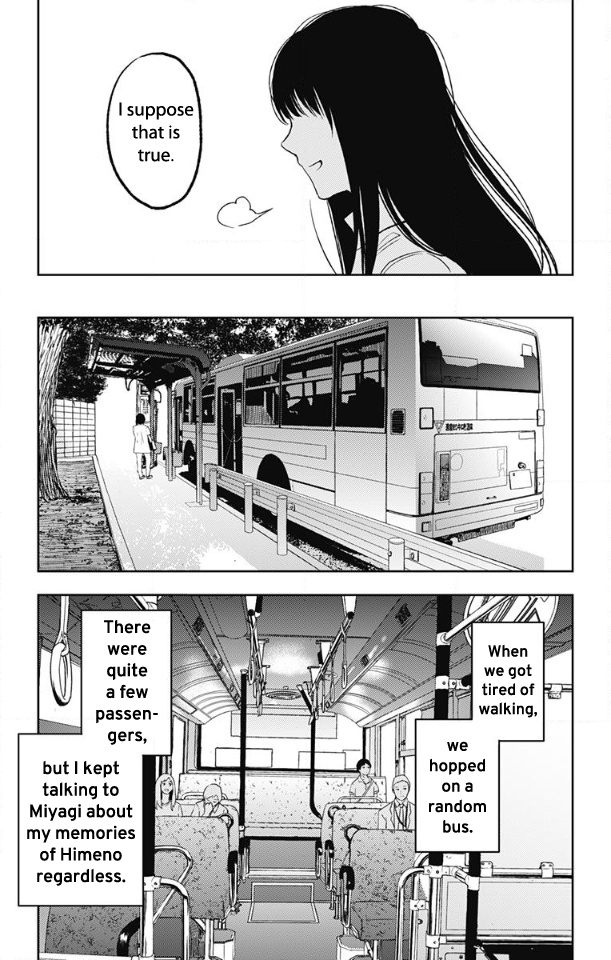 I suppose
that is
true.
When
we got
tired of
walking,
we
hopped
on a
random
bus.
There
were
quite
a few
passen-
gers,
but I kept
talking to
Miyagi about
my memories
of Himeno
regardless.